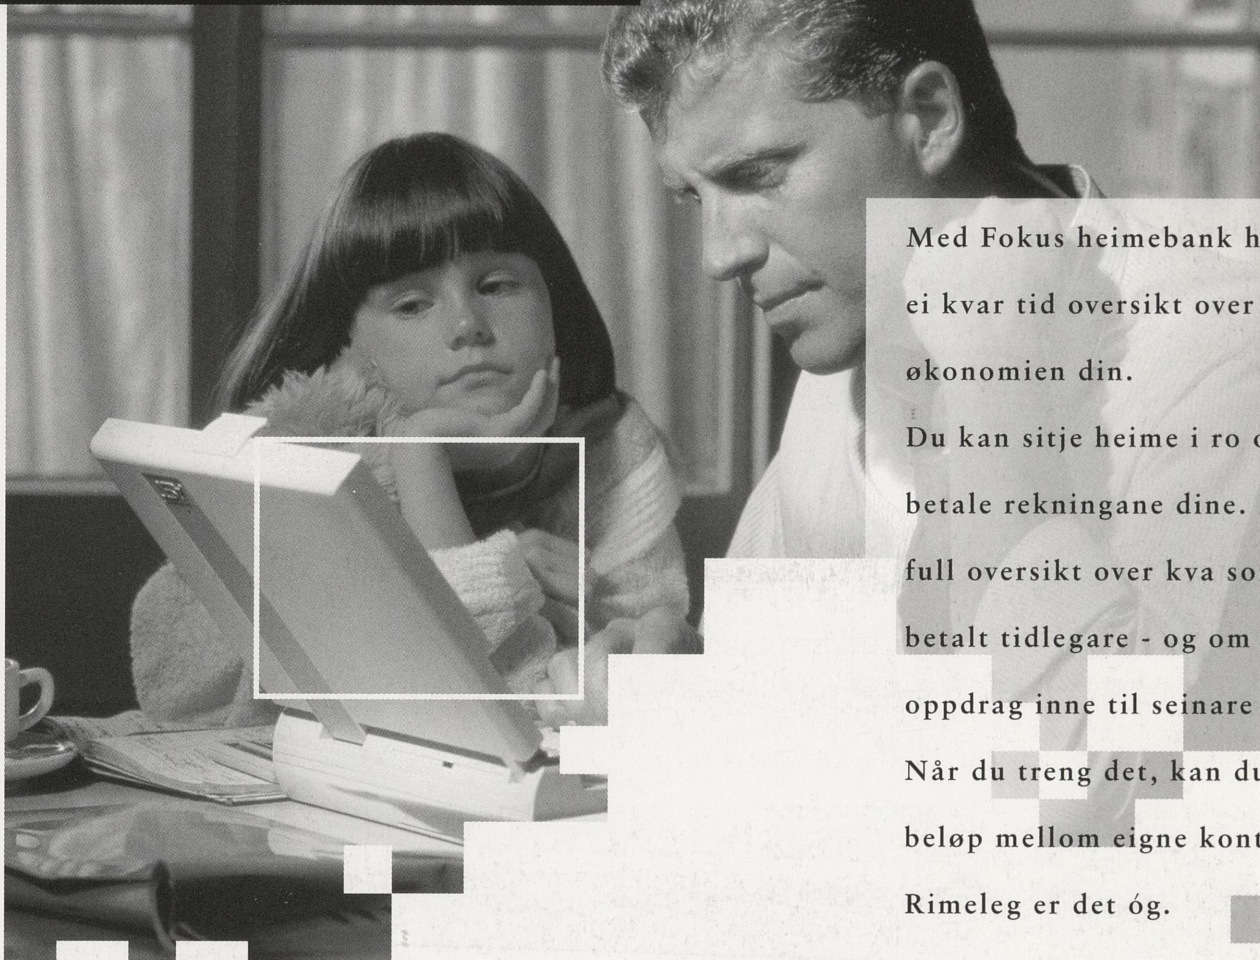 Med Fokus heimebank h
ei kvar tid oversikt over
økonomien din.
Du kan sitje heime i ro o
betale rekningane dine.
full oversikt over kva so
betalt tidlegare - og om
oppdrag inne til seinare
Når du treng det, kan du
beløp mellom eigne kont
Rimeleg er det óg.